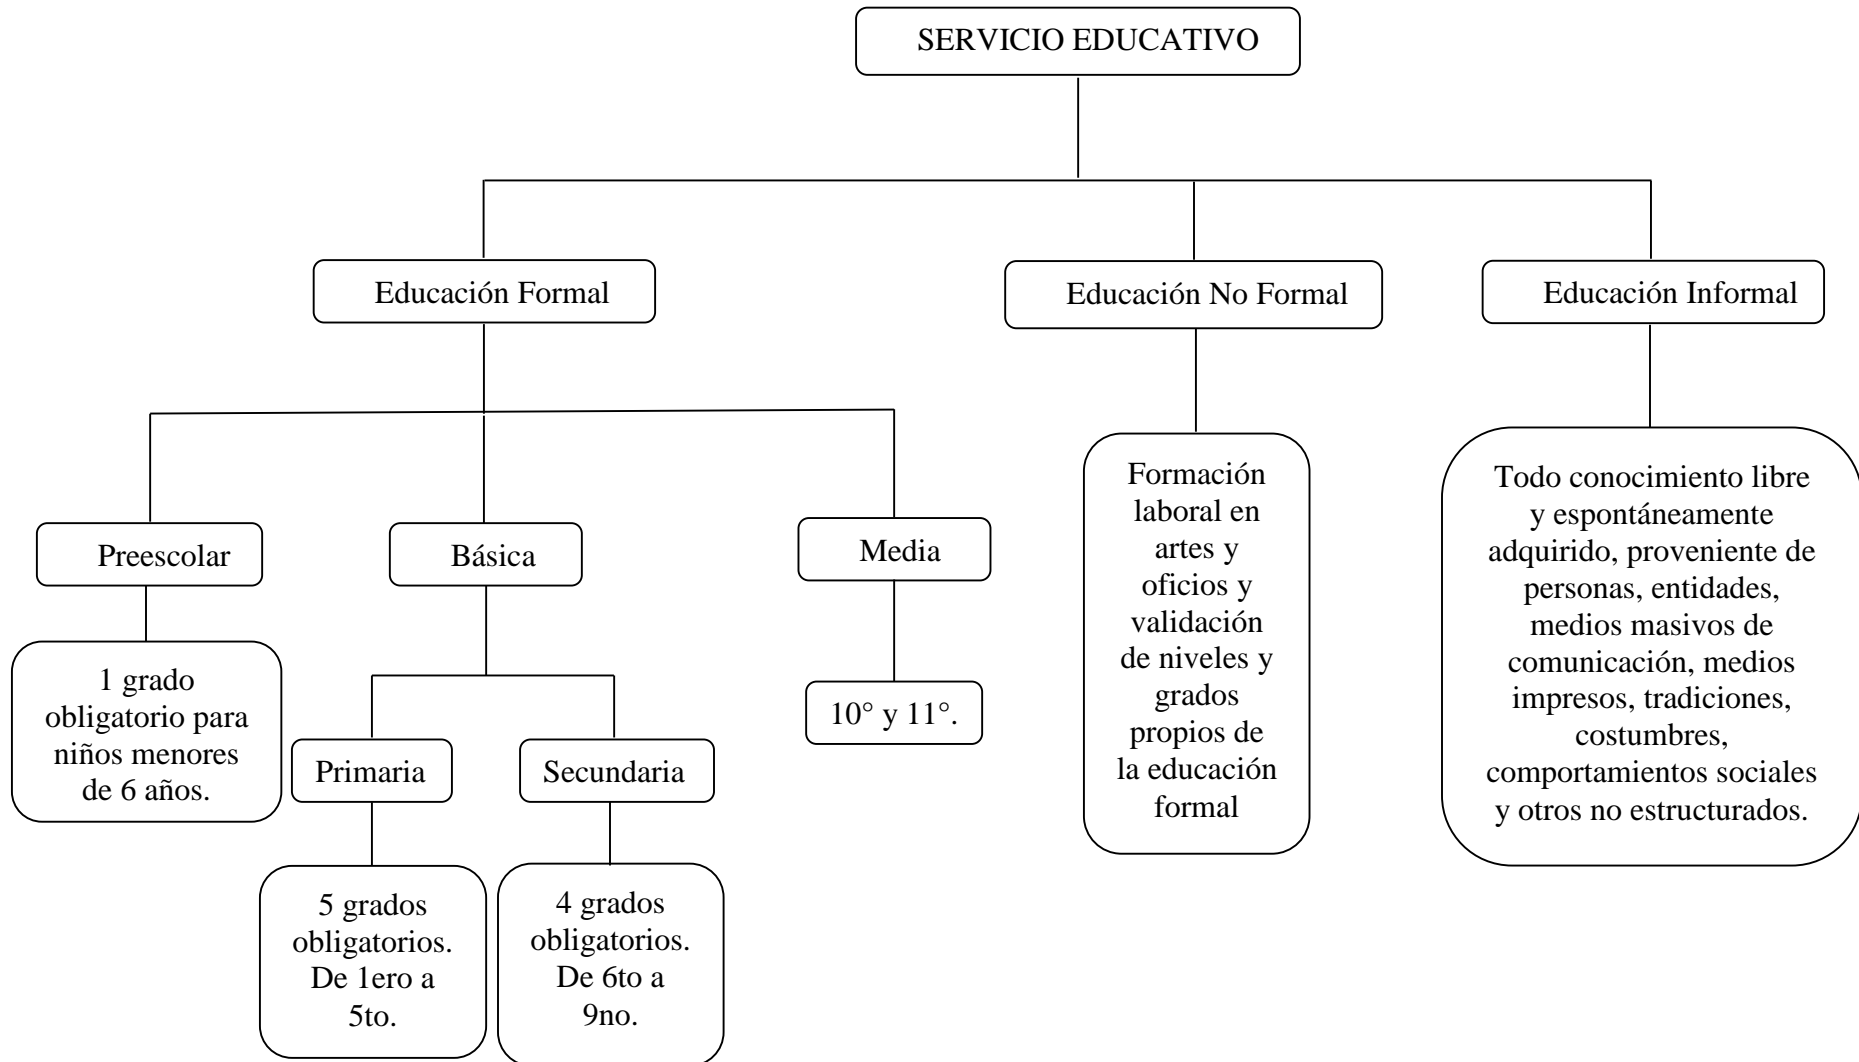 SERVICIO EDUCATIVO
Educación Formal
Educación No Formal
Educación Informal
Preescolar
Básica
Media
1 grado
obligatorio para
niños menores
de 6 años.
Primaria
Secundaria
5 grados
obligatorios.
De 1ero a
5to.
4 grados
obligatorios.
De 6to a
9no.
10° y 11°.
Formación
laboral en
artes y
oficios y
validación
de niveles y
grados
propios de
la educación
formal
Todo conocimiento libre
y espontáneamente
adquirido, proveniente de
personas, entidades,
medios masivos de
comunicación, medios
impresos, tradiciones,
costumbres,
comportamientos sociales
y otros no estructurados.